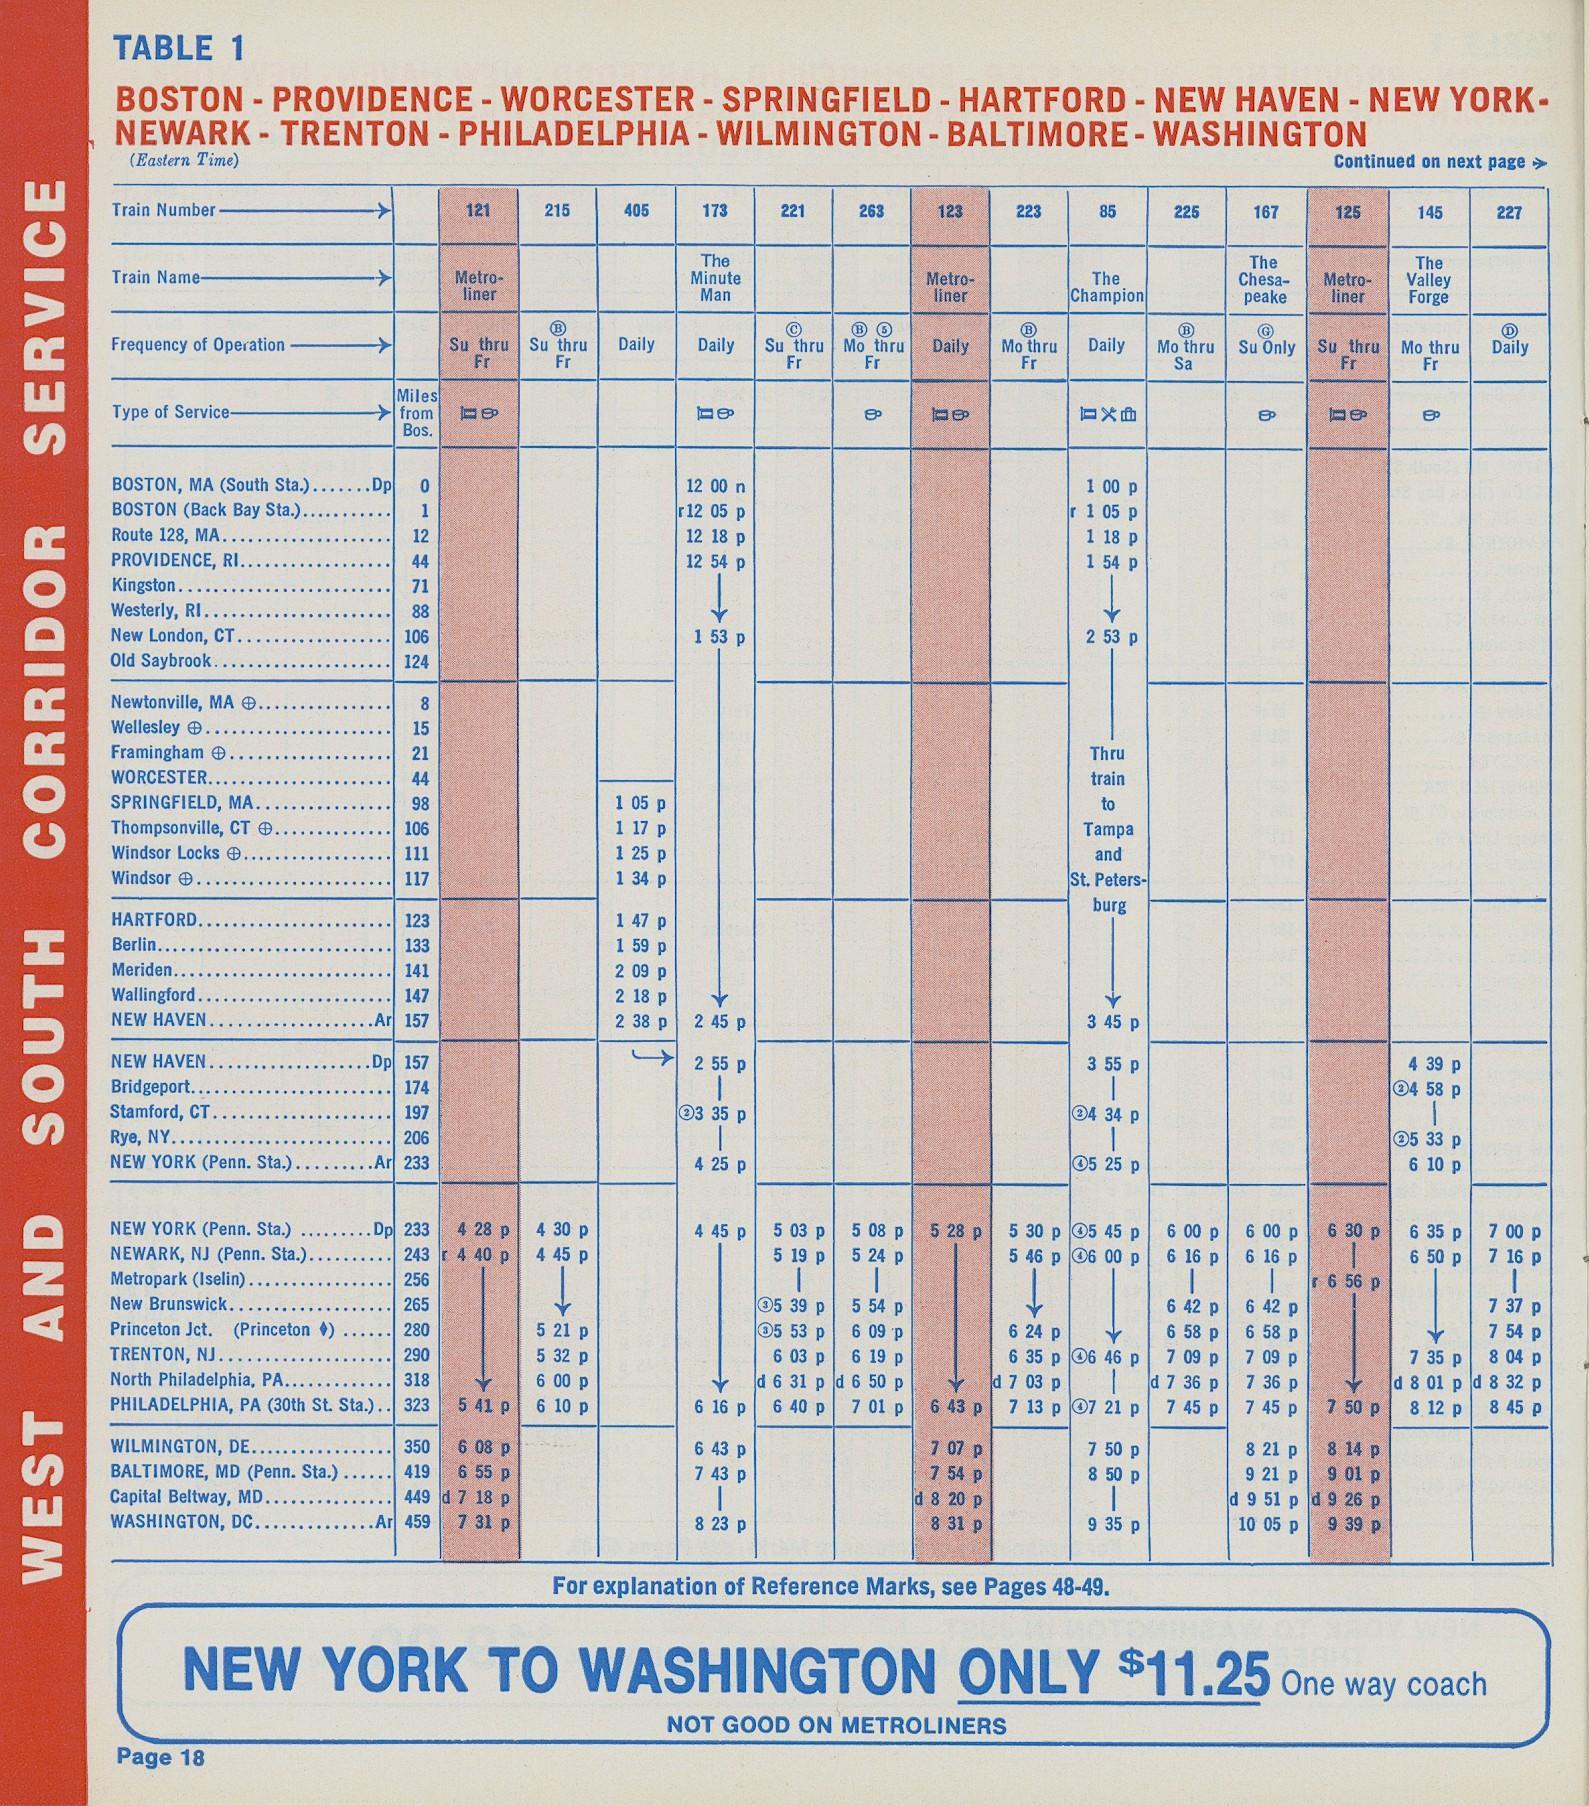 WEST AND SOUTH CORRIDOR SERVICE
TABLE 1
BOSTON - PROVIDENCE - WORCESTER - SPRINGFIELD - HARTFORD - NEW HAVEN - NEW YORK-
NEWARK - TRENTON - PHILADELPHIA - WILMINGTON - BALTIMORE - WASHINGTON
(Eastern Time) Continued on next page
Train Number 121 215 405 173 221 263 123 223 85 225 167 125 145 227
Train Name Metro-liner The Minute Man Metro-liner The Champion The Chesa-peake Metro-liner The Valley Forge
Frequency of Operation Su thru Fr Ⓑ Su thru Fr Daily Daily Ⓒ Su thru Fr Ⓑ ⑤ Mo thru Fr Daily Ⓑ Mo thru Fr Daily Ⓑ Mo thru Sa Ⓖ Su Only Su thru Fr Mo thru Fr Ⓓ Daily
Type of Service Miles from Bos.
BOSTON, MA (South Sta.).......Dp 0 12 00 n 1 00 p
BOSTON (Back Bay Sta.)........... 1 r12 05 p r 1 05 p
Route 128, MA..................... 12 12 18 p 1 18 p
PROVIDENCE, RI................... 44 12 54 p 1 54 p
Kingston........................... 71
Westerly, RI....................... 88
New London, CT................... 106 1 53 p 2 53 p
Old Saybrook...................... 124
Newtonville, MA ⊕................ 8
Wellesley ⊕....................... 15
Framingham ⊕.................... 21 Thru
WORCESTER....................... 44 train
SPRINGFIELD, MA................. 98 1 05 p to
Thompsonville, CT ⊕.............. 106 1 17 p Tampa
Windsor Locks ⊕.................. 111 1 25 p and
Windsor ⊕......................... 117 1 34 p St. Peters-
burg
HARTFORD......................... 123 1 47 p
Berlin.............................. 133 1 59 p
Meriden............................ 141 2 09 p
Wallingford........................ 147 2 18 p
NEW HAVEN....................Ar 157 2 38 p 2 45 p 3 45 p
NEW HAVEN....................Dp 157 2 55 p 3 55 p 4 39 p
Bridgeport......................... 174 ②4 58 p
Stamford, CT...................... 197 ②3 35 p ②4 34 p
Rye, NY............................ 206 ②5 33 p
NEW YORK (Penn. Sta.).........Ar 233 4 25 p ④5 25 p 6 10 p
NEW YORK (Penn. Sta.) .........Dp 233 4 28 p 4 30 p 4 45 p 5 03 p 5 08 p 5 28 p 5 30 p ④5 45 p 6 00 p 6 00 p 6 30 p 6 35 p 7 00 p
NEWARK, NJ (Penn. Sta.).......... 243 r 4 40 p 4 45 p 5 19 p 5 24 p 5 46 p ④6 00 p 6 16 p 6 16 p 6 50 p 7 16 p
Metropark (Iselin)................. 256 r 6 56 p
New Brunswick.................... 265 ③5 39 p 5 54 p 6 42 p 6 42 p 7 37 p
Princeton Jct. (Princeton ♦) ...... 280 5 21 p ③5 53 p 6 09 p 6 24 p 6 58 p 6 58 p 7 54 p
TRENTON, NJ...................... 290 5 32 p 6 03 p 6 19 p 6 35 p ④6 46 p 7 09 p 7 09 p 7 35 p 8 04 p
North Philadelphia, PA............. 318 6 00 p d 6 31 p d 6 50 p d 7 03 p d 7 36 p 7 36 p d 8 01 p d 8 32 p
PHILADELPHIA, PA (30th St. Sta.).. 323 5 41 p 6 10 p 6 16 p 6 40 p 7 01 p 6 43 p 7 13 p ④7 21 p 7 45 p 7 45 p 7 50 p 8 12 p 8 45 p
WILMINGTON, DE.................. 350 6 08 p 6 43 p 7 07 p 7 50 p 8 21 p 8 14 p
BALTIMORE, MD (Penn. Sta.) ...... 419 6 55 p 7 43 p 7 54 p 8 50 p 9 21 p 9 01 p
Capital Beltway, MD................ 449 d 7 18 p d 8 20 p d 9 51 p d 9 26 p
WASHINGTON, DC...............Ar 459 7 31 p 8 23 p 8 31 p 9 35 p 10 05 p 9 39 p
For explanation of Reference Marks, see Pages 48-49.
NEW YORK TO WASHINGTON ONLY $11.25 One way coach
NOT GOOD ON METROLINERS
Page 18